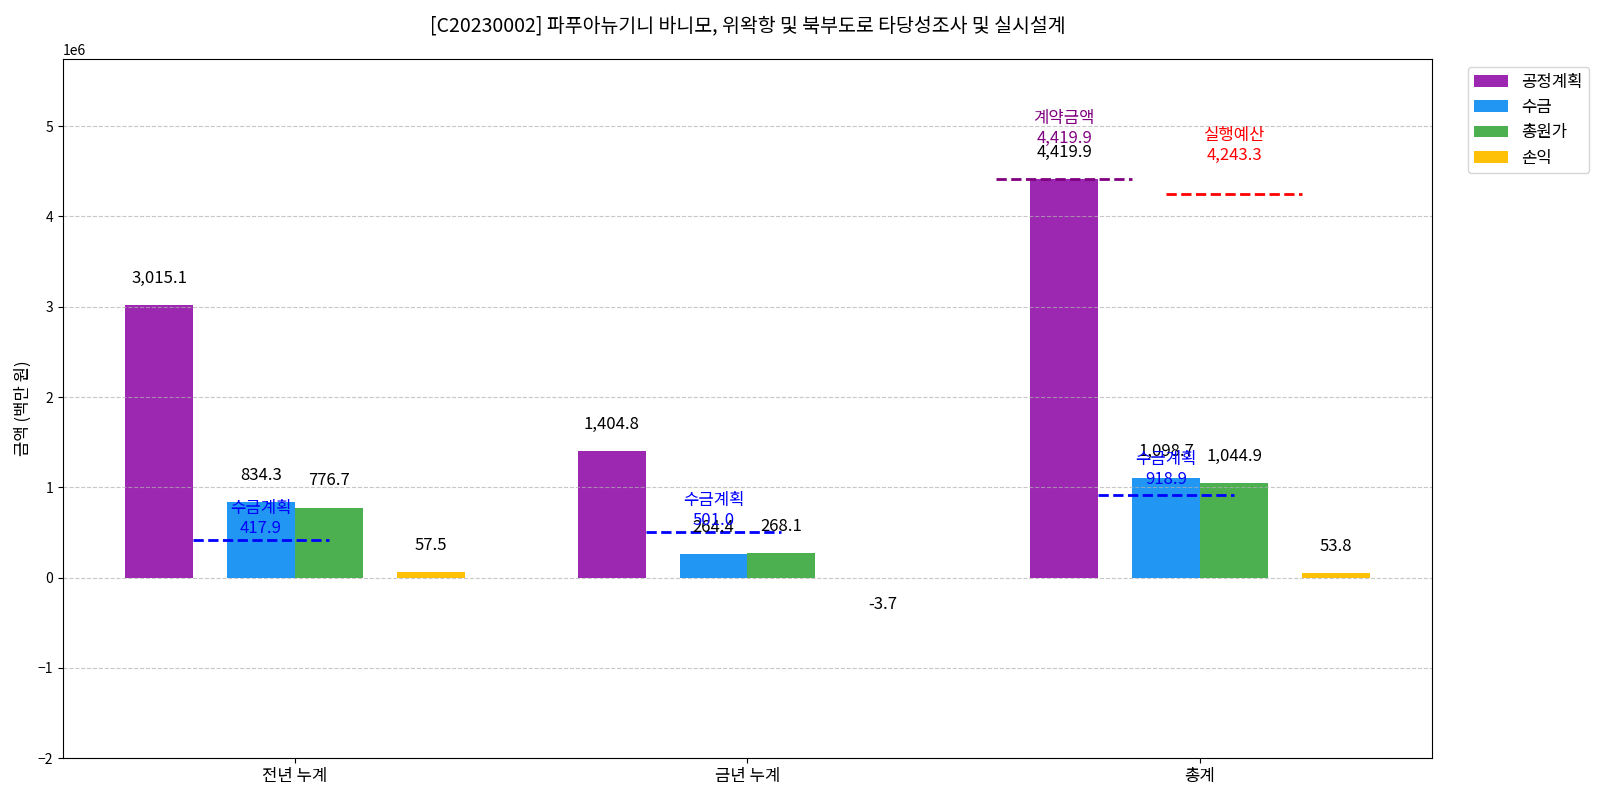 [C20230002] 파푸아뉴기니 바니모, 위왁항 및 북부도로 타당성조사 및 실시설계
1e6
공정계획
수금
총원가
손익
계약금액
4,419.9
4,419.9
실행예산
4,243.3
3,015.1
834.3
776.7
수금계획
417.9
57.5
1,404.8
수금계획
501.0
264.4
268.1
-3.7
1,098.7
수금계획
918.9
1,044.9
53.8
금액 (백만 원)
5
4
3
2
1
0
−1
−2
전년 누계
금년 누계
총계